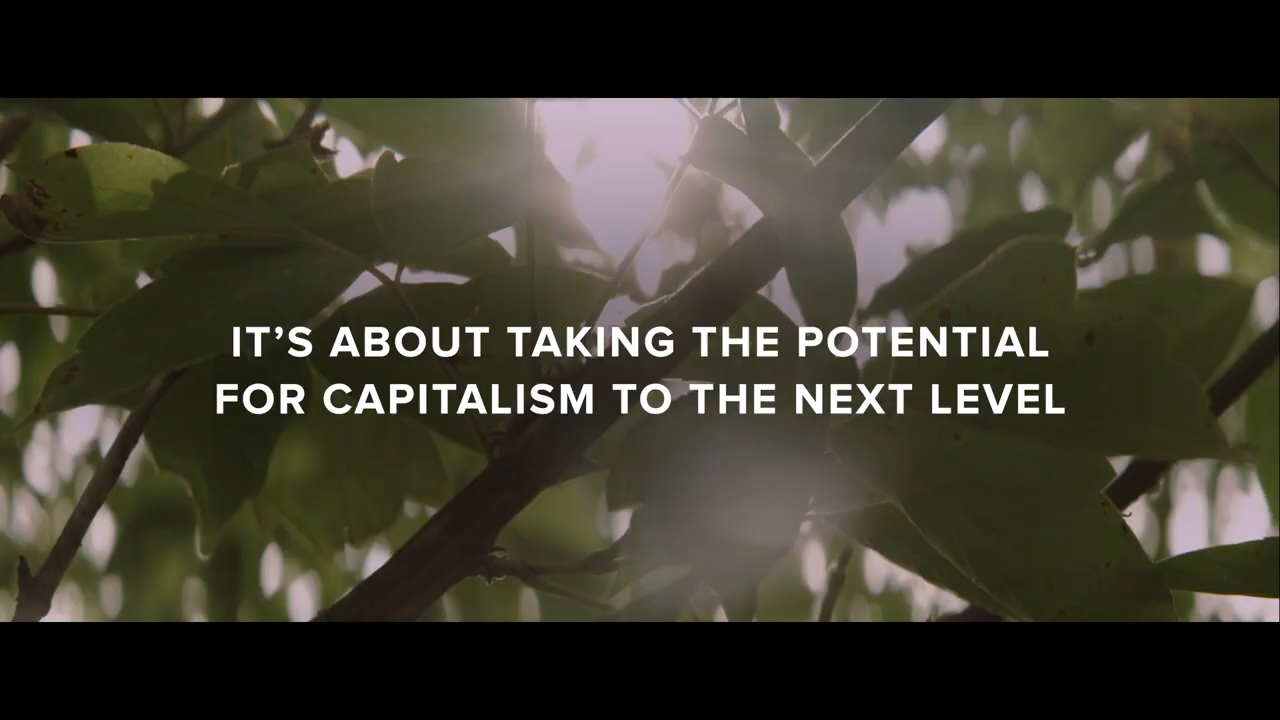 IT’S ABOUT TAKING THE POTENTIAL
FOR CAPITALISM TO THE NEXT LEVEL